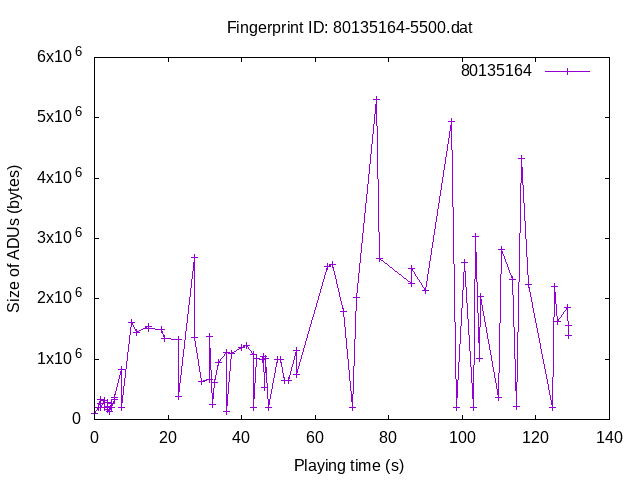 Fingerprint ID: 80135164-5500.dat
80135164
6x10^6
5x10^6
4x10^6
3x10^6
2x10^6
1x10^6
0
Size of ADUs (bytes)
0 20 40 60 80 100 120 140
Playing time (s)